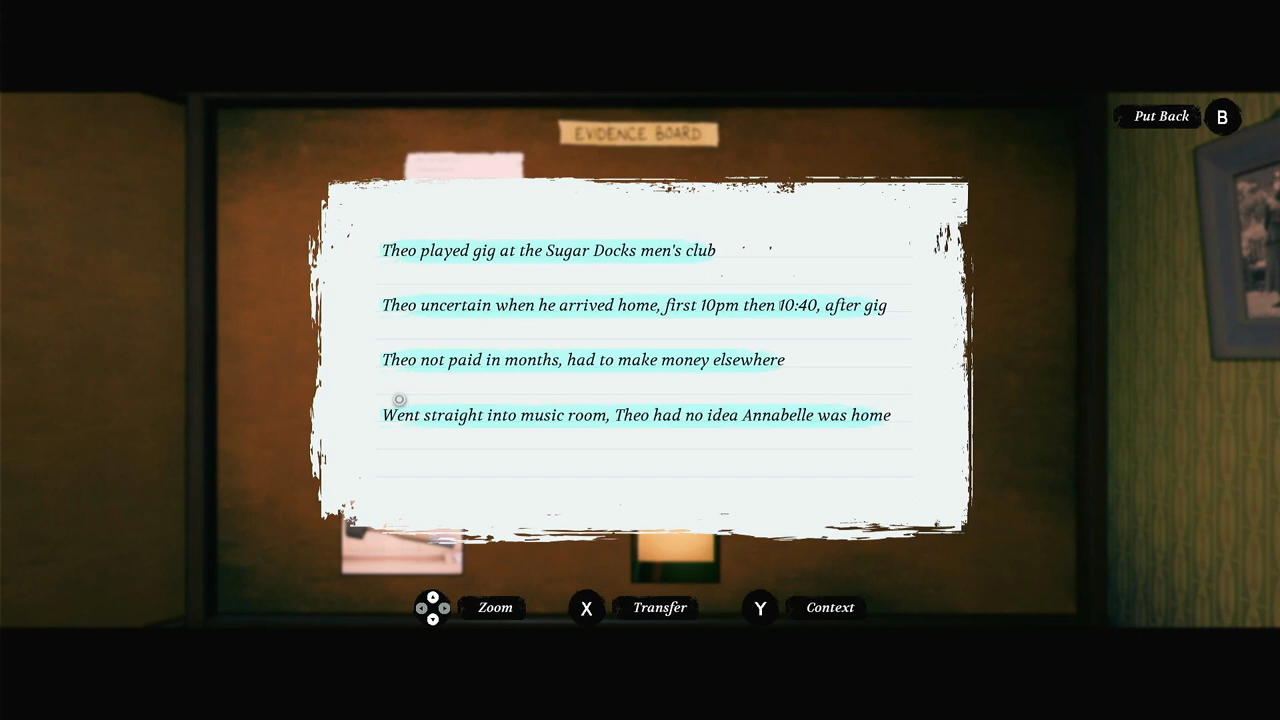 Put Back B
EVIDENCE BOARD
Theo played gig at the Sugar Docks men's club
Theo uncertain when he arrived home, first 10pm then 10:40, after gig
Theo not paid in months, had to make money elsewhere
Went straight into music room, Theo had no idea Annabelle was home
Zoom X Transfer Y Context